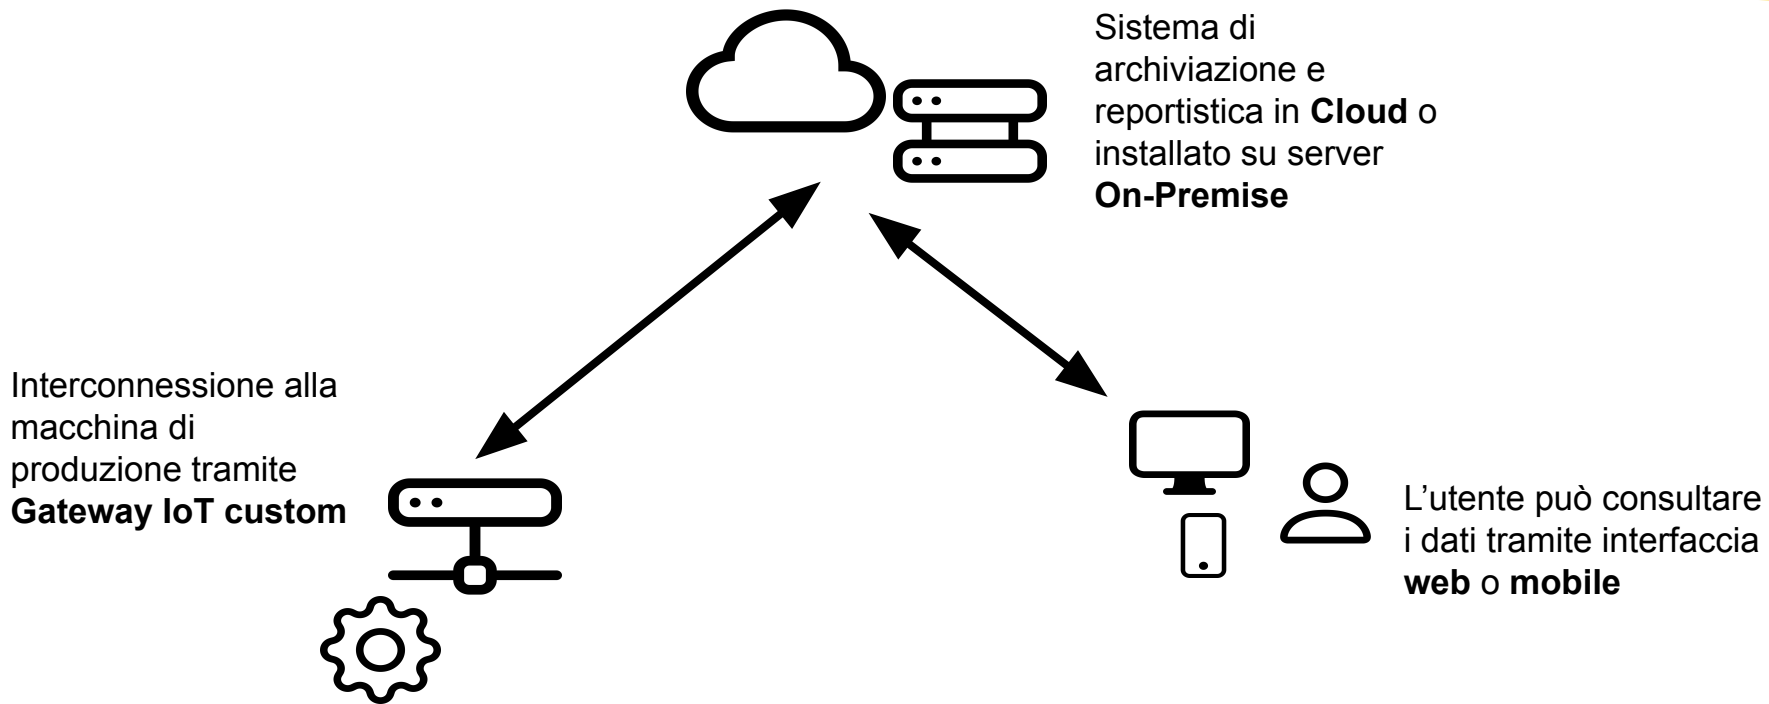 Sistema di
archiviazione e
reportistica in Cloud o
installato su server
On-Premise
Interconnessione alla
macchina di
produzione tramite
Gateway IoT custom
L’utente può consultare
i dati tramite interfaccia
web o mobile